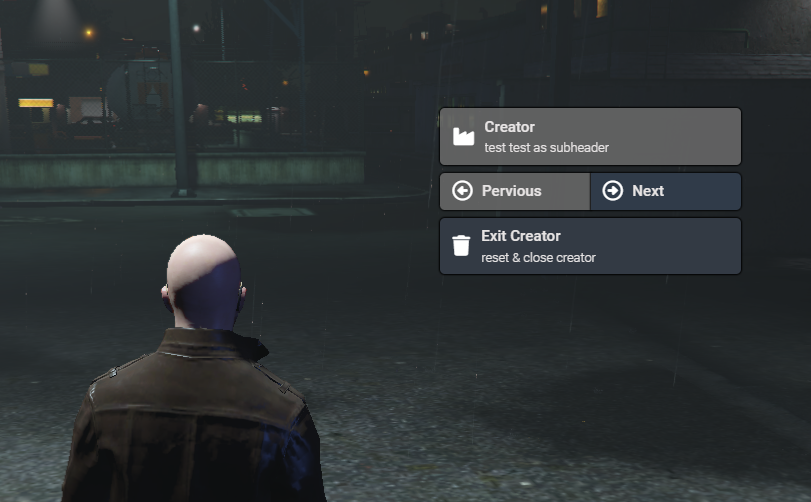 Creator
test test as subheader
Pervious Next
Exit Creator
reset & close creator